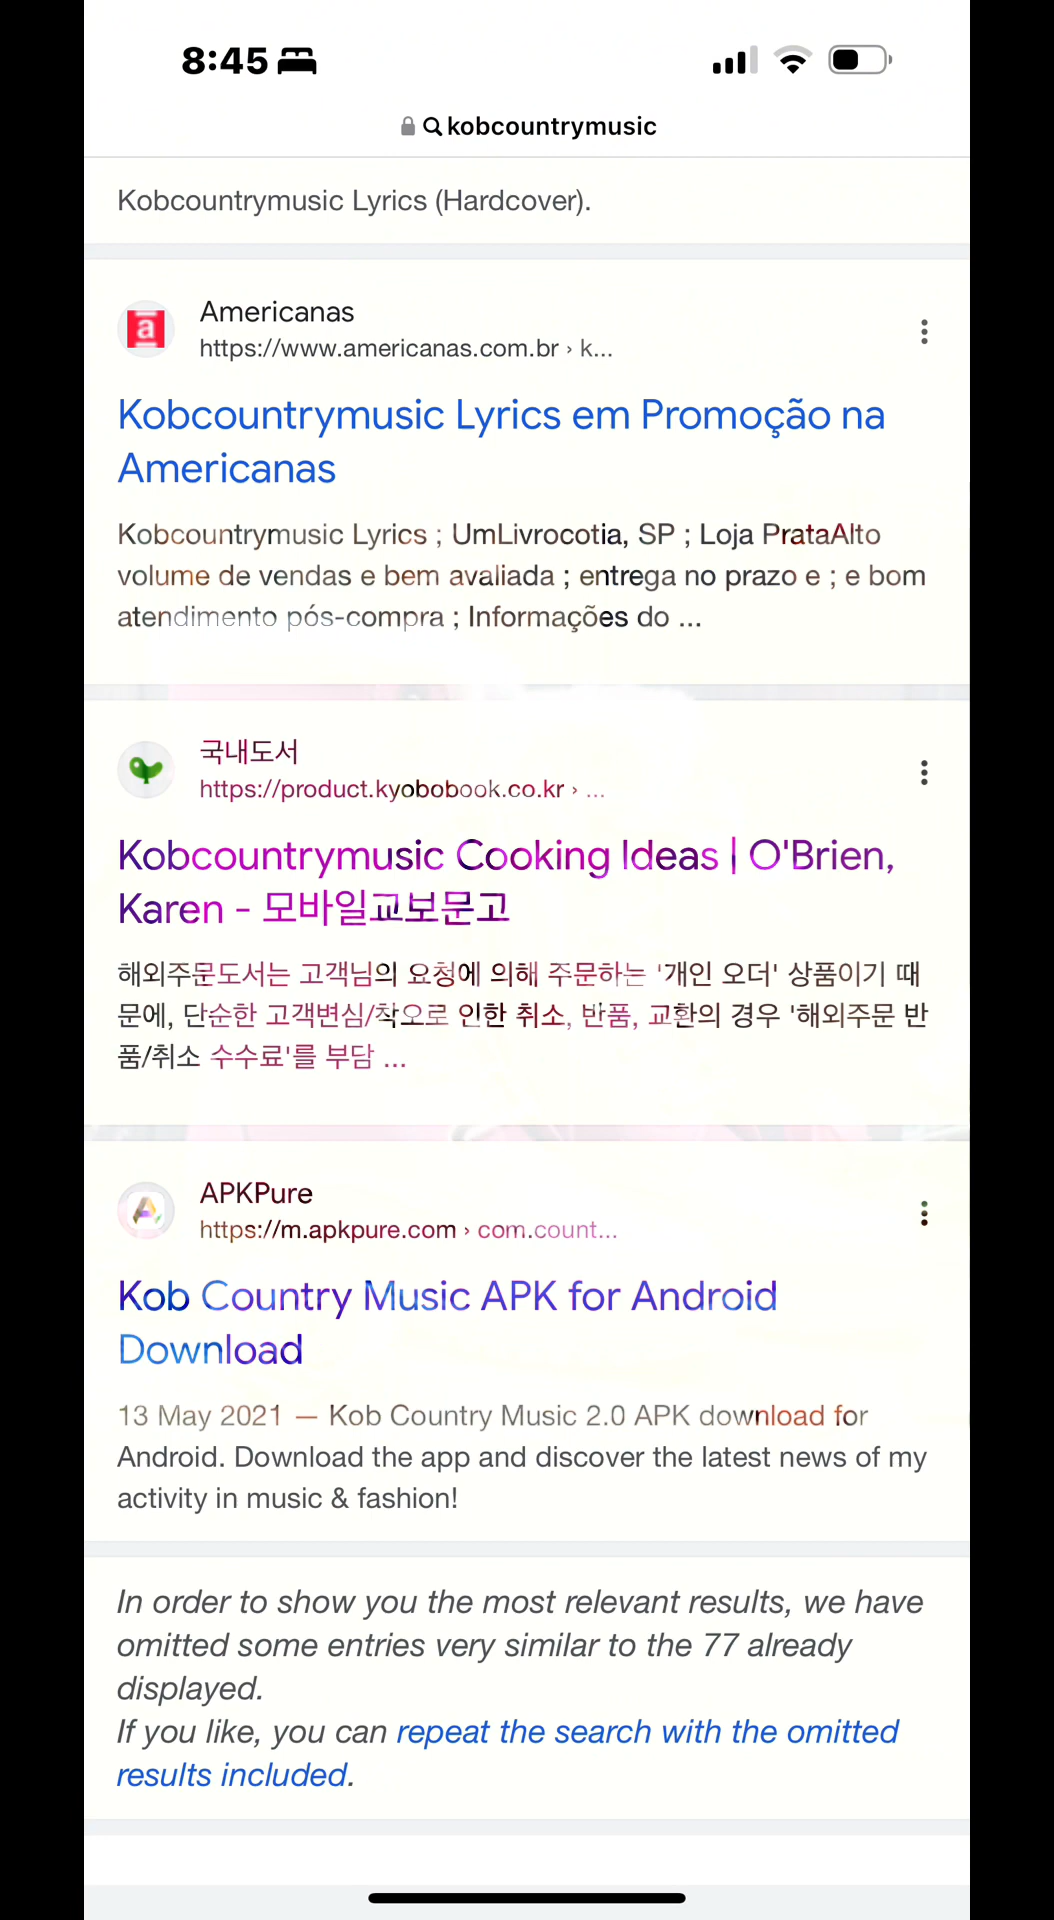 8:45
kobcountrymusic
Kobcountrymusic Lyrics (Hardcover).
Americanas
https://www.americanas.com.br › k...
Kobcountrymusic Lyrics em Promoção na
Americanas
Kobcountrymusic Lyrics ; UmLivrocotia, SP ; Loja PrataAlto
volume de vendas e bem avaliada ; entrega no prazo e ; e bom
atendimento pós-compra ; Informações do ...
국내도서
https://product.kyobobook.co.kr › ...
Kobcountrymusic Cooking Ideas | O'Brien,
Karen - 모바일교보문고
해외주문도서는 고객님의 요청에 의해 주문하는 '개인 오더' 상품이기 때
문에, 단순한 고객변심/착오로 인한 취소, 반품, 교환의 경우 '해외주문 반
품/취소 수수료'를 부담 ...
APKPure
https://m.apkpure.com › com.count...
Kob Country Music APK for Android
Download
13 May 2021 — Kob Country Music 2.0 APK download for
Android. Download the app and discover the latest news of my
activity in music & fashion!
In order to show you the most relevant results, we have
omitted some entries very similar to the 77 already
displayed.
If you like, you can repeat the search with the omitted
results included.